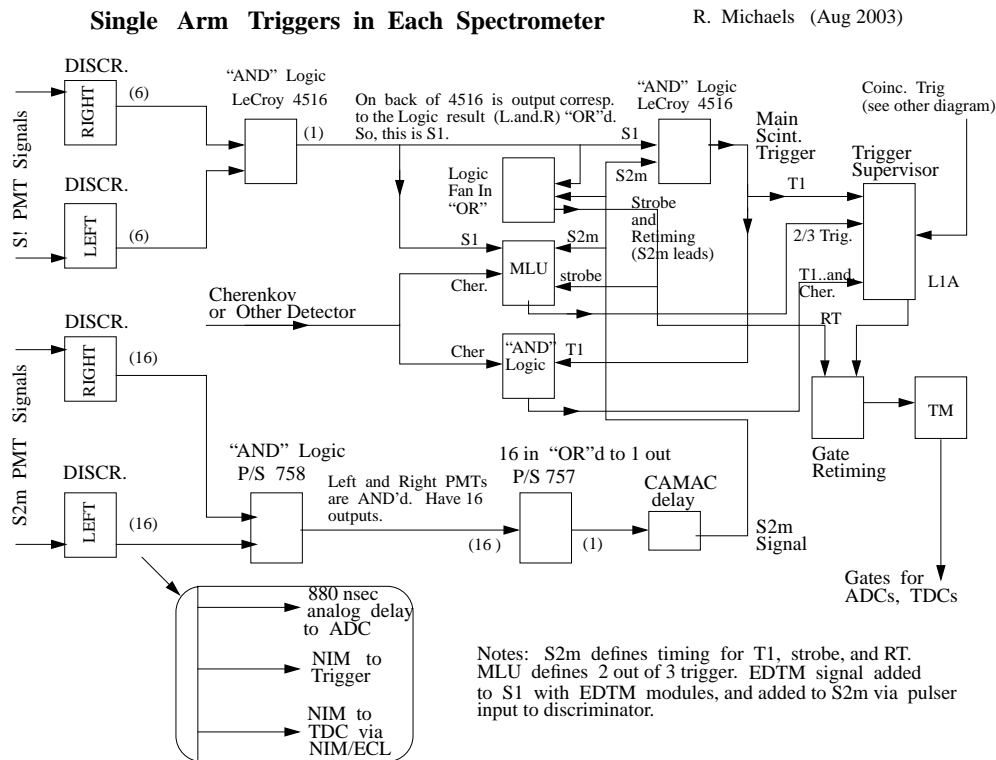 Single Arm Triggers in Each Spectrometer
R. Michaels (Aug 2003)
DISCR.
RIGHT
(6)
S! PMT Signals
LEFT
(6)
“AND” Logic
LeCroy 4516
(1)
On back of 4516 is output corresp.
to the Logic result (L.and.R) “OR”d.
So, this is S1.
“AND” Logic
LeCroy 4516
S1
S2m
Main
Scint.
Trigger
Coinc. Trig
(see other diagram)
Trigger
Supervisor
T1
Logic
Fan In
“OR”
Strobe
and
Retiming
(S2m leads)
2/3 Trig.
S1
S2m
MLU
Cher.
strobe
T1..and
Cher.
L1A
RT
Cherenkov
or Other Detector
Cher
“AND”
Logic
T1
DISCR.
RIGHT
(16)
S2m PMT Signals
DISCR.
LEFT
(16)
“AND” Logic
P/S 758
Left and Right PMTs
are AND’d. Have 16
outputs.
(16 )
16 in “OR”d to 1 out
P/S 757
(1)
CAMAC
delay
S2m
Signal
Gate
Retiming
TM
Gates for
ADCs, TDCs
880 nsec
analog delay
to ADC
NIM to
Trigger
NIM to
TDC via
NIM/ECL
Notes: S2m defines timing for T1, strobe, and RT.
MLU defines 2 out of 3 trigger. EDTM signal added
to S1 with EDTM modules, and added to S2m via pulser
input to discriminator.